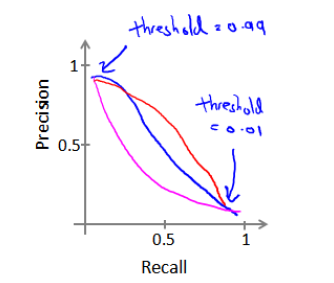 threshold = 0.99
1
threshold
= 0.01
Precision
0.5
0.5
1
Recall